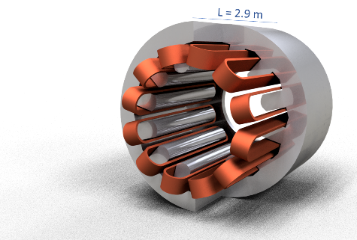 L = 2.9 m